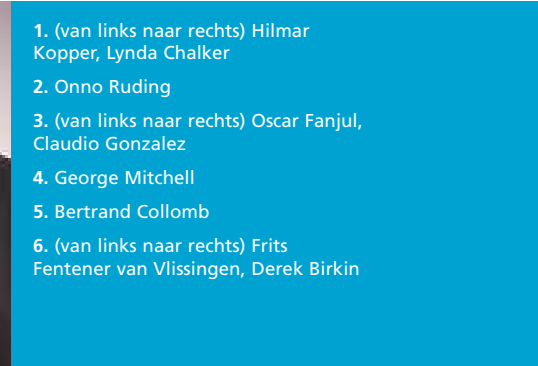 1. (van links naar rechts) Hilmar
Kopper, Lynda Chalker
2. Onno Ruding
3. (van links naar rechts) Oscar Fanjul,
Claudio Gonzalez
4. George Mitchell
5. Bertrand Collomb
6. (van links naar rechts) Frits
Fentener van Vlissingen, Derek Birkin